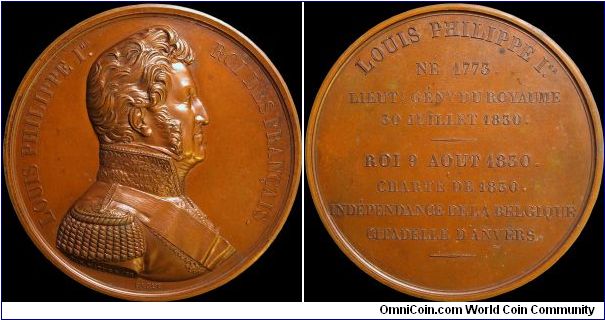 LOUIS PHILIPPE I.ER ROI DES FRANÇAIS.
LOUIS PHILIPPE I.ER
NÉ 1773
LIEUT.T GÉN.AL DU ROYAUME
30 JUILLET 1830.
ROI 9 AOUT 1830.
CHARTE DE 1830.
INDÉPENDANCE DE LA BELGIQUE
CITADELLE D'ANVERS.
OmniCoin.com World Coin Community